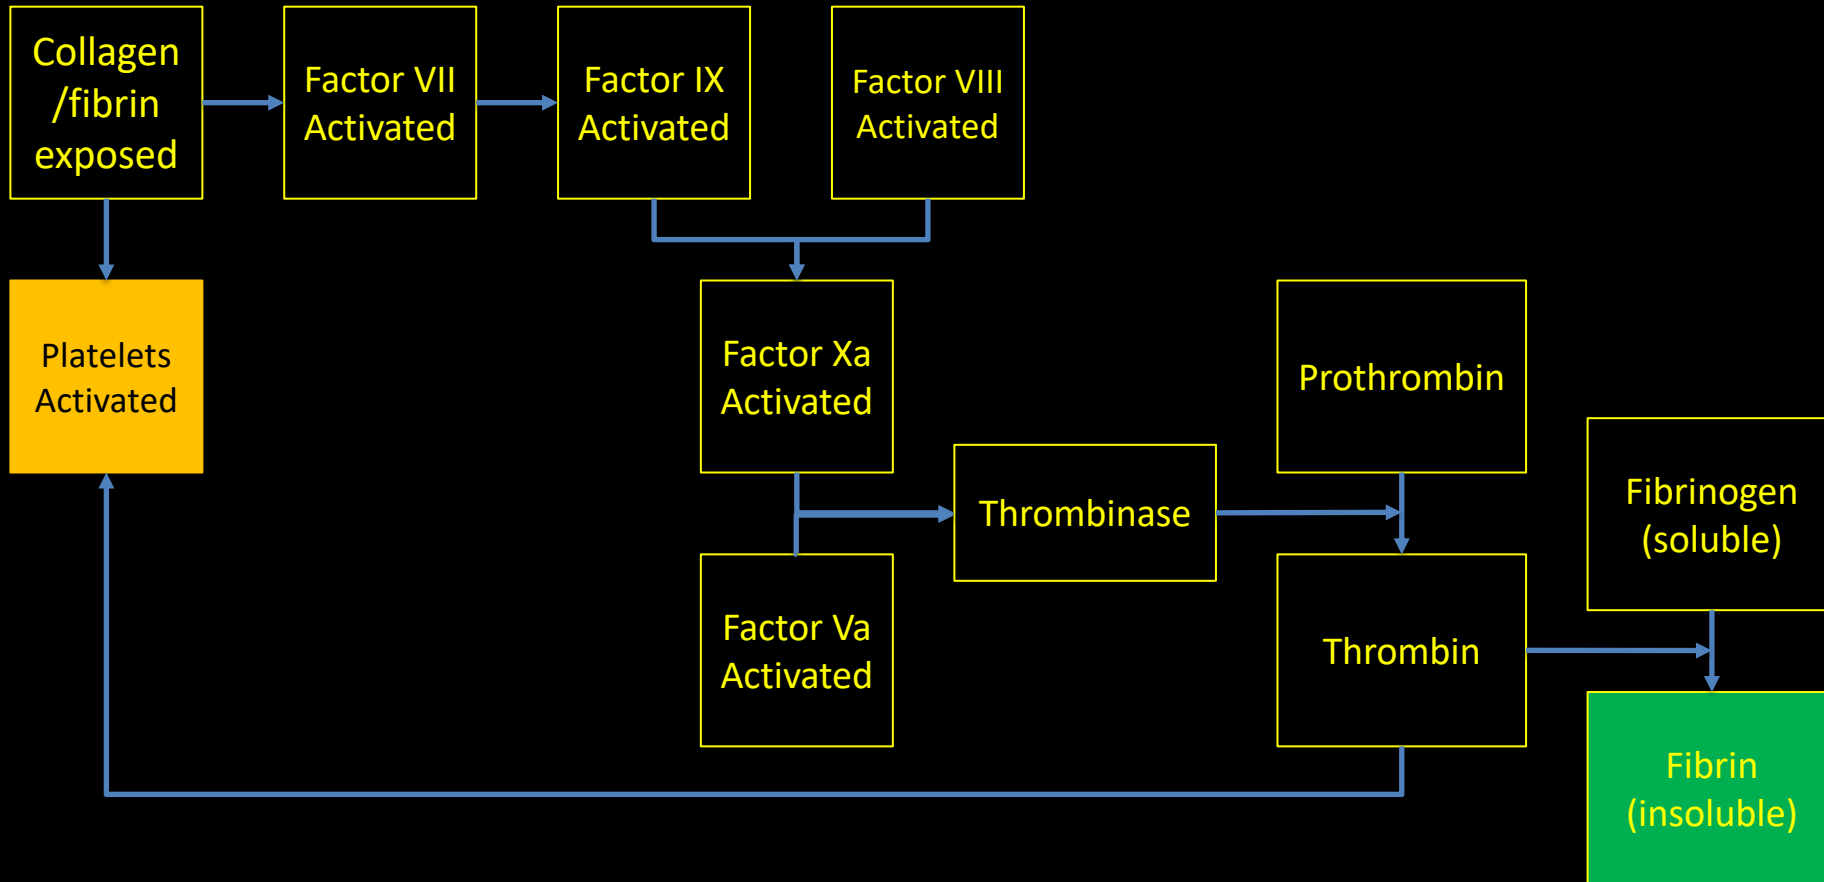 Collagen
/fibrin
exposed
Factor VII
Activated
Factor IX
Activated
Factor VIII
Activated
Platelets
Activated
Factor Xa
Activated
Prothrombin
Thrombinase
Fibrinogen
(soluble)
Factor Va
Activated
Thrombin
Fibrin
(insoluble)